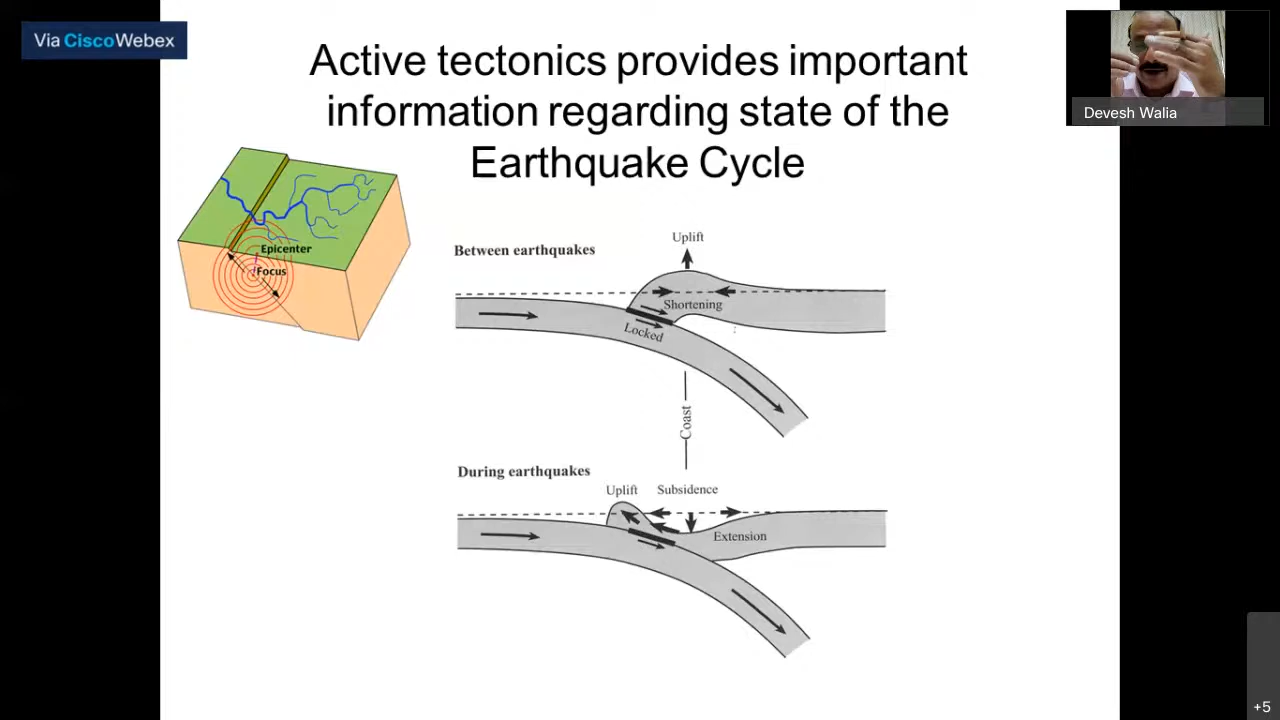 Via CiscoWebex
Devesh Walia
Active tectonics provides important
information regarding state of the
Earthquake Cycle
Epicenter
Focus
Between earthquakes
Uplift
Shortening
Locked
Coast
During earthquakes
Uplift Subsidence
Extension
+5